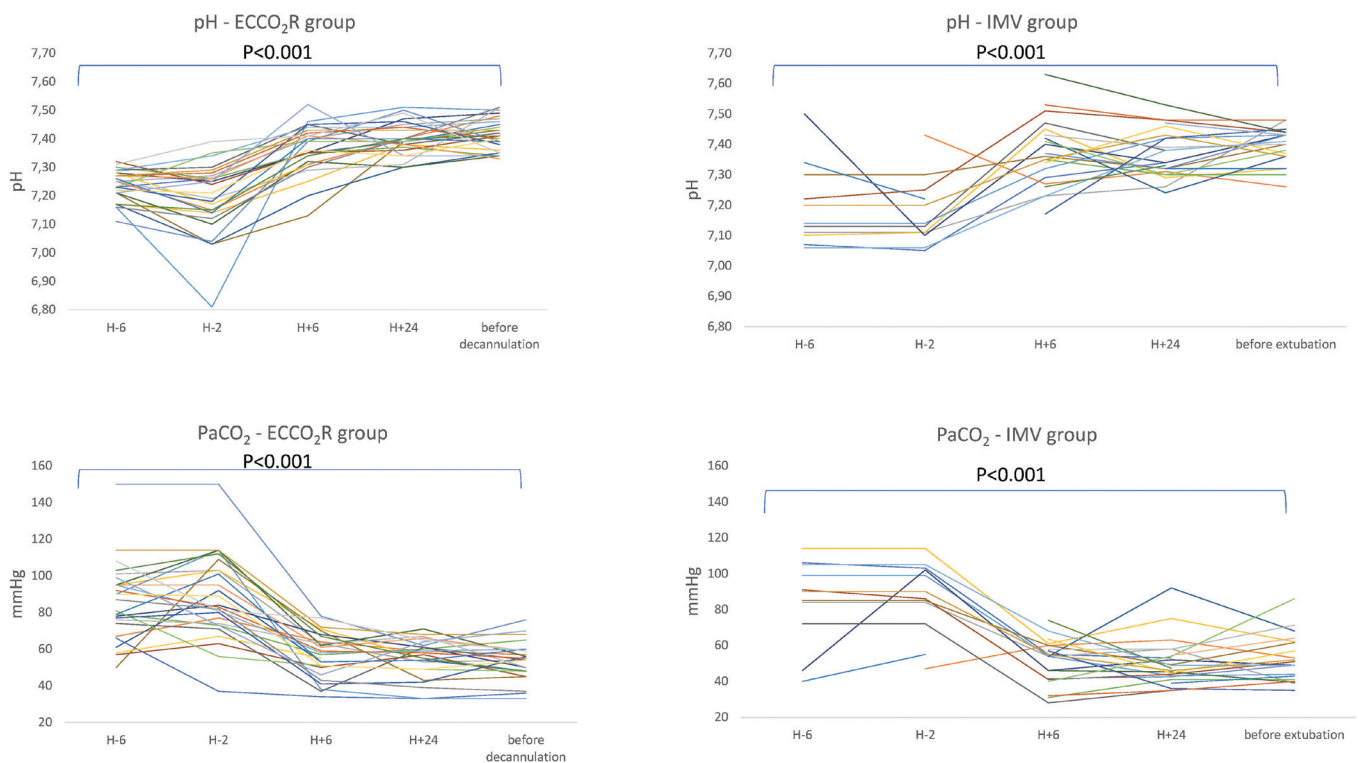 pH - ECCO₂R group
P<0.001
7,70
7,60
7,50
7,40
7,30
7,20
7,10
7,00
6,90
6,80
pH
H-6
H-2
H+6
H+24
before
decannulation
pH - IMV group
P<0.001
7,70
7,60
7,50
7,40
7,30
7,20
7,10
7,00
6,90
6,80
pH
H-6
H-2
H+6
H+24
before extubation
PaCO₂ - ECCO₂R group
P<0.001
160
140
120
100
80
60
40
20
mmHg
H-6
H-2
H+6
H+24
before
decannulation
PaCO₂ - IMV group
P<0.001
160
140
120
100
80
60
40
20
mmHg
H-6
H-2
H+6
H+24
before extubation